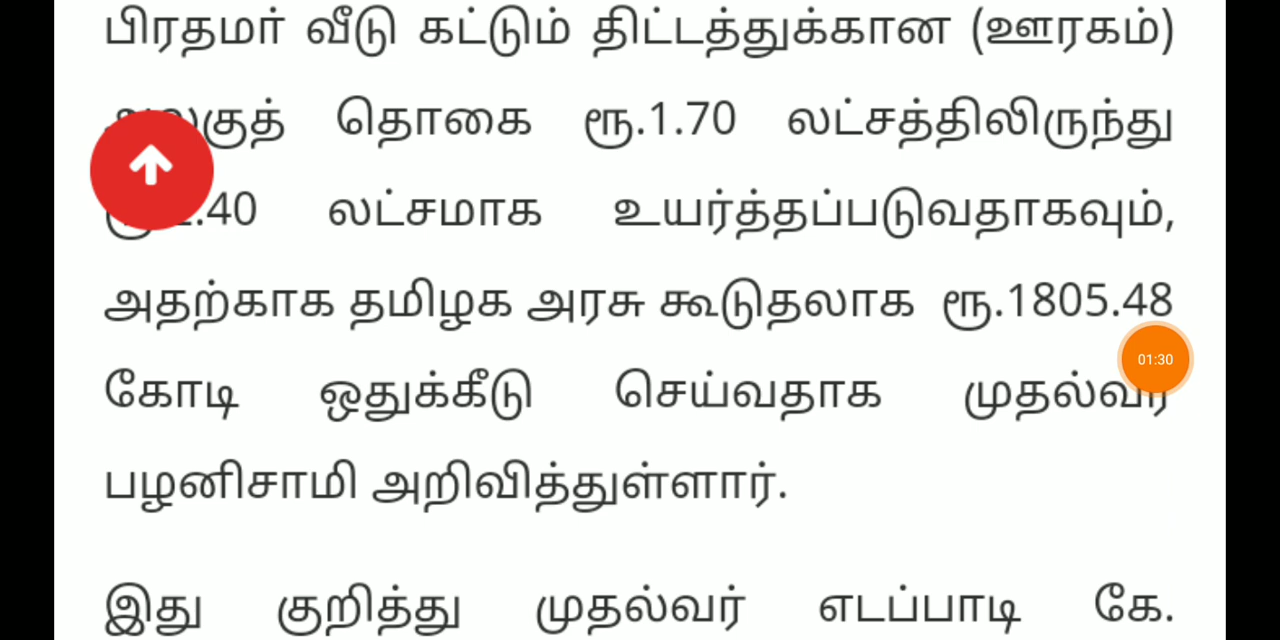 பிரதமர் வீடு கட்டும் திட்டத்துக்கான (ஊரகம்)
தொகை ரூ.1.70 லட்சத்திலிருந்து
லட்சமாக உயர்த்தப்படுவதாகவும்,
அதற்காக தமிழக அரசு கூடுதலாக ரூ.1805.48
01:30
கோடி ஒதுக்கீடு செய்வதாக முதல்வர்
பழனிசாமி அறிவித்துள்ளார்.
இது குறித்து முதல்வர் எடப்பாடி கே.